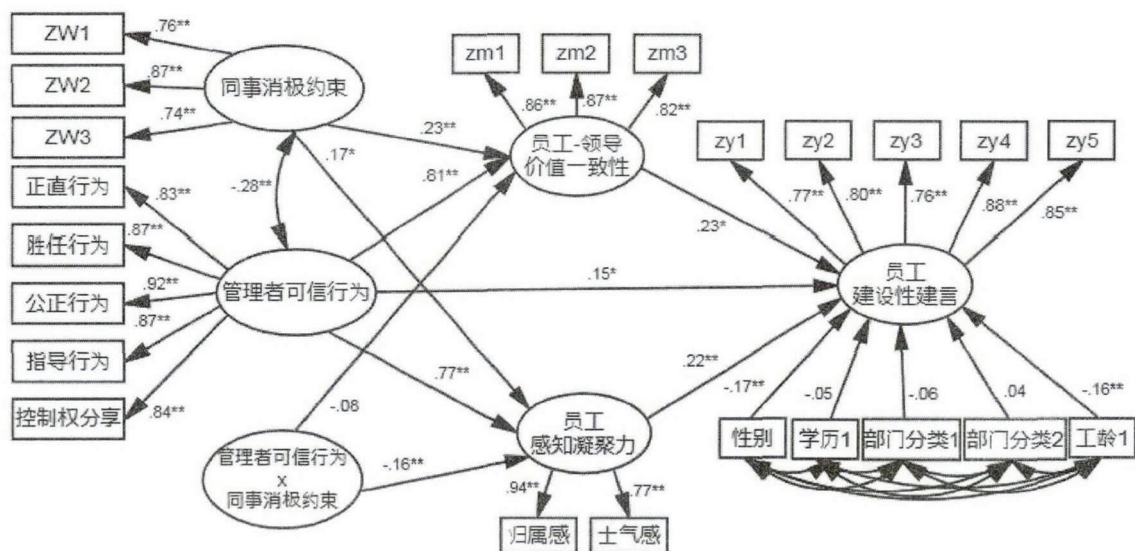 ZW1
.76**
ZW2
.87**
ZW3
.74**
同事消极约束
zm1
zm2
zm3
.86**
.87**
.82**
员工-领导
价值一致性
.23**
.17*
.81**
-.28**
zy1
zy2
zy3
zy4
zy5
.77**
.80**
.76**
.88**
.85**
正直行为
.83**
胜任行为
.87**
公正行为
.92**
指导行为
.87**
控制权分享
.84**
管理者可信行为
.23*
.15*
员工
建设性建言
.77**
-.08
.22**
管理者可信行为
x
同事消极约束
-.16**
员工
感知凝聚力
.94**
.77**
归属感
士气感
-.17**
-.05
-.06
.04
-.16**
性别
学历1
部门分类1
部门分类2
工龄1